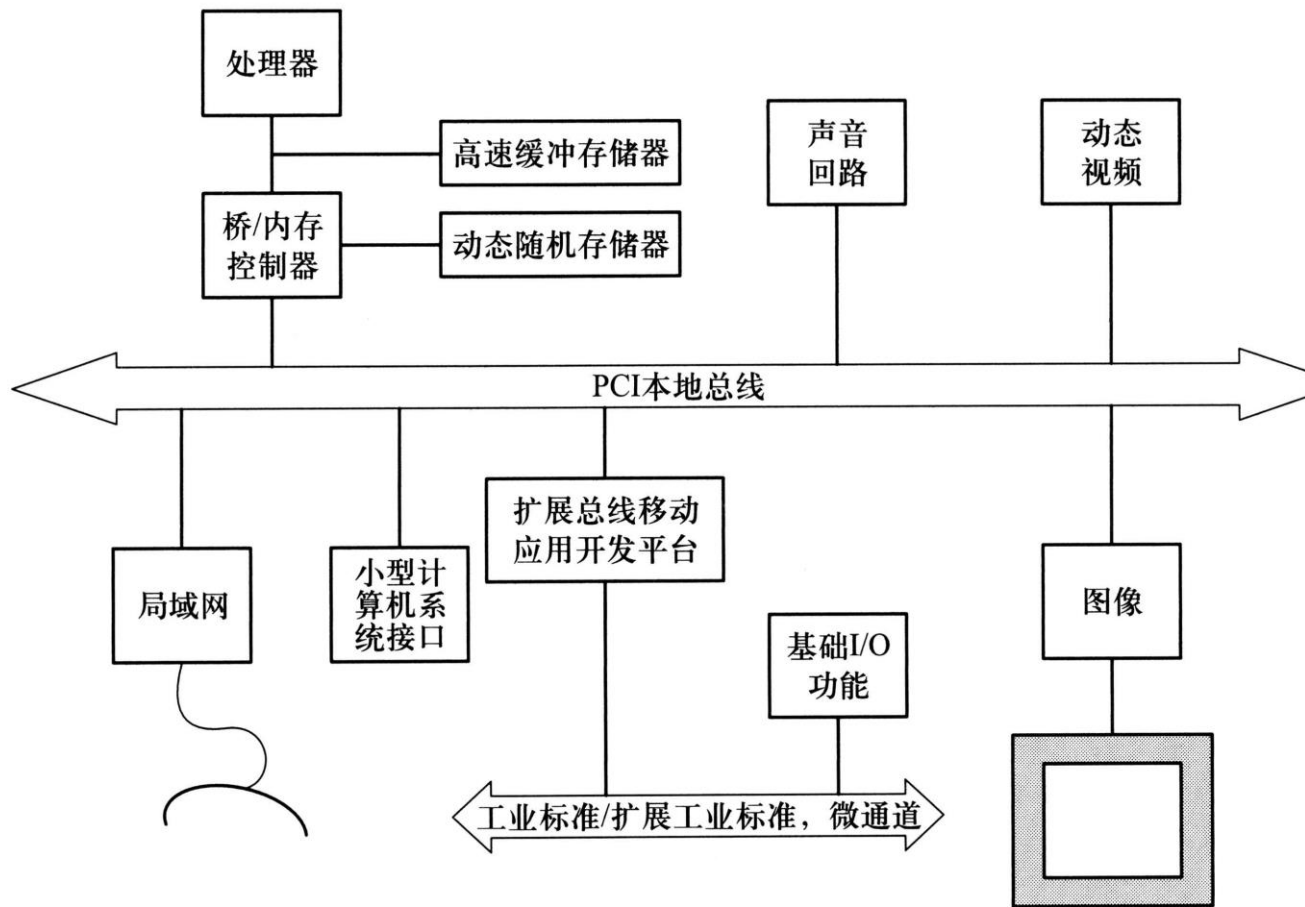 处理器
高速缓冲存储器
声音
回路
动态
视频
桥/内存
控制器
动态随机存储器
PCI本地总线
扩展总线移动
应用开发平台
局域网
小型计
算机系
统接口
图像
基础I/O
功能
工业标准/扩展工业标准，微通道